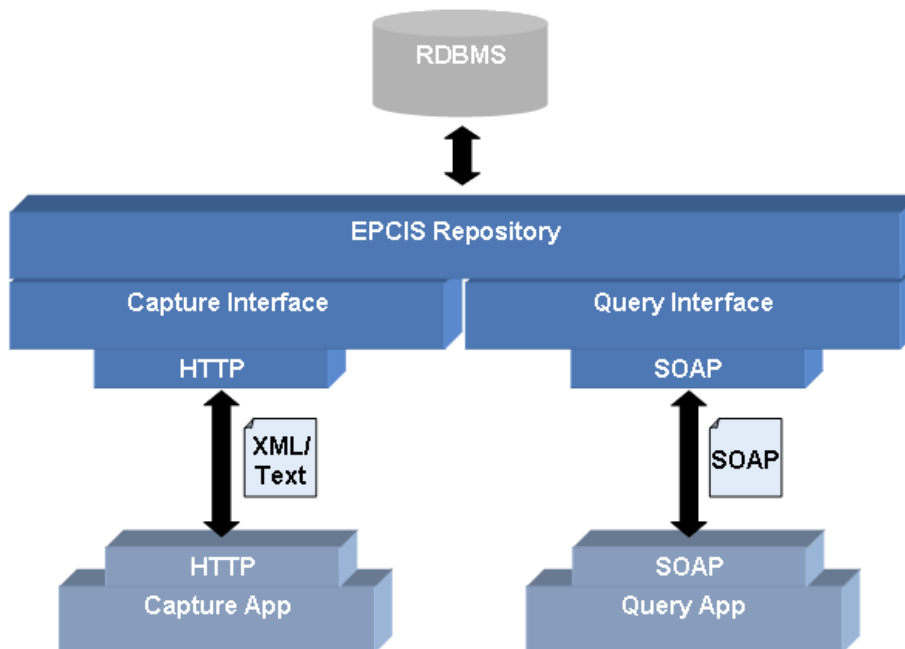 RDBMS
EPCIS Repository
Capture Interface
Query Interface
HTTP
SOAP
XML/
Text
SOAP
HTTP
SOAP
Capture App
Query App